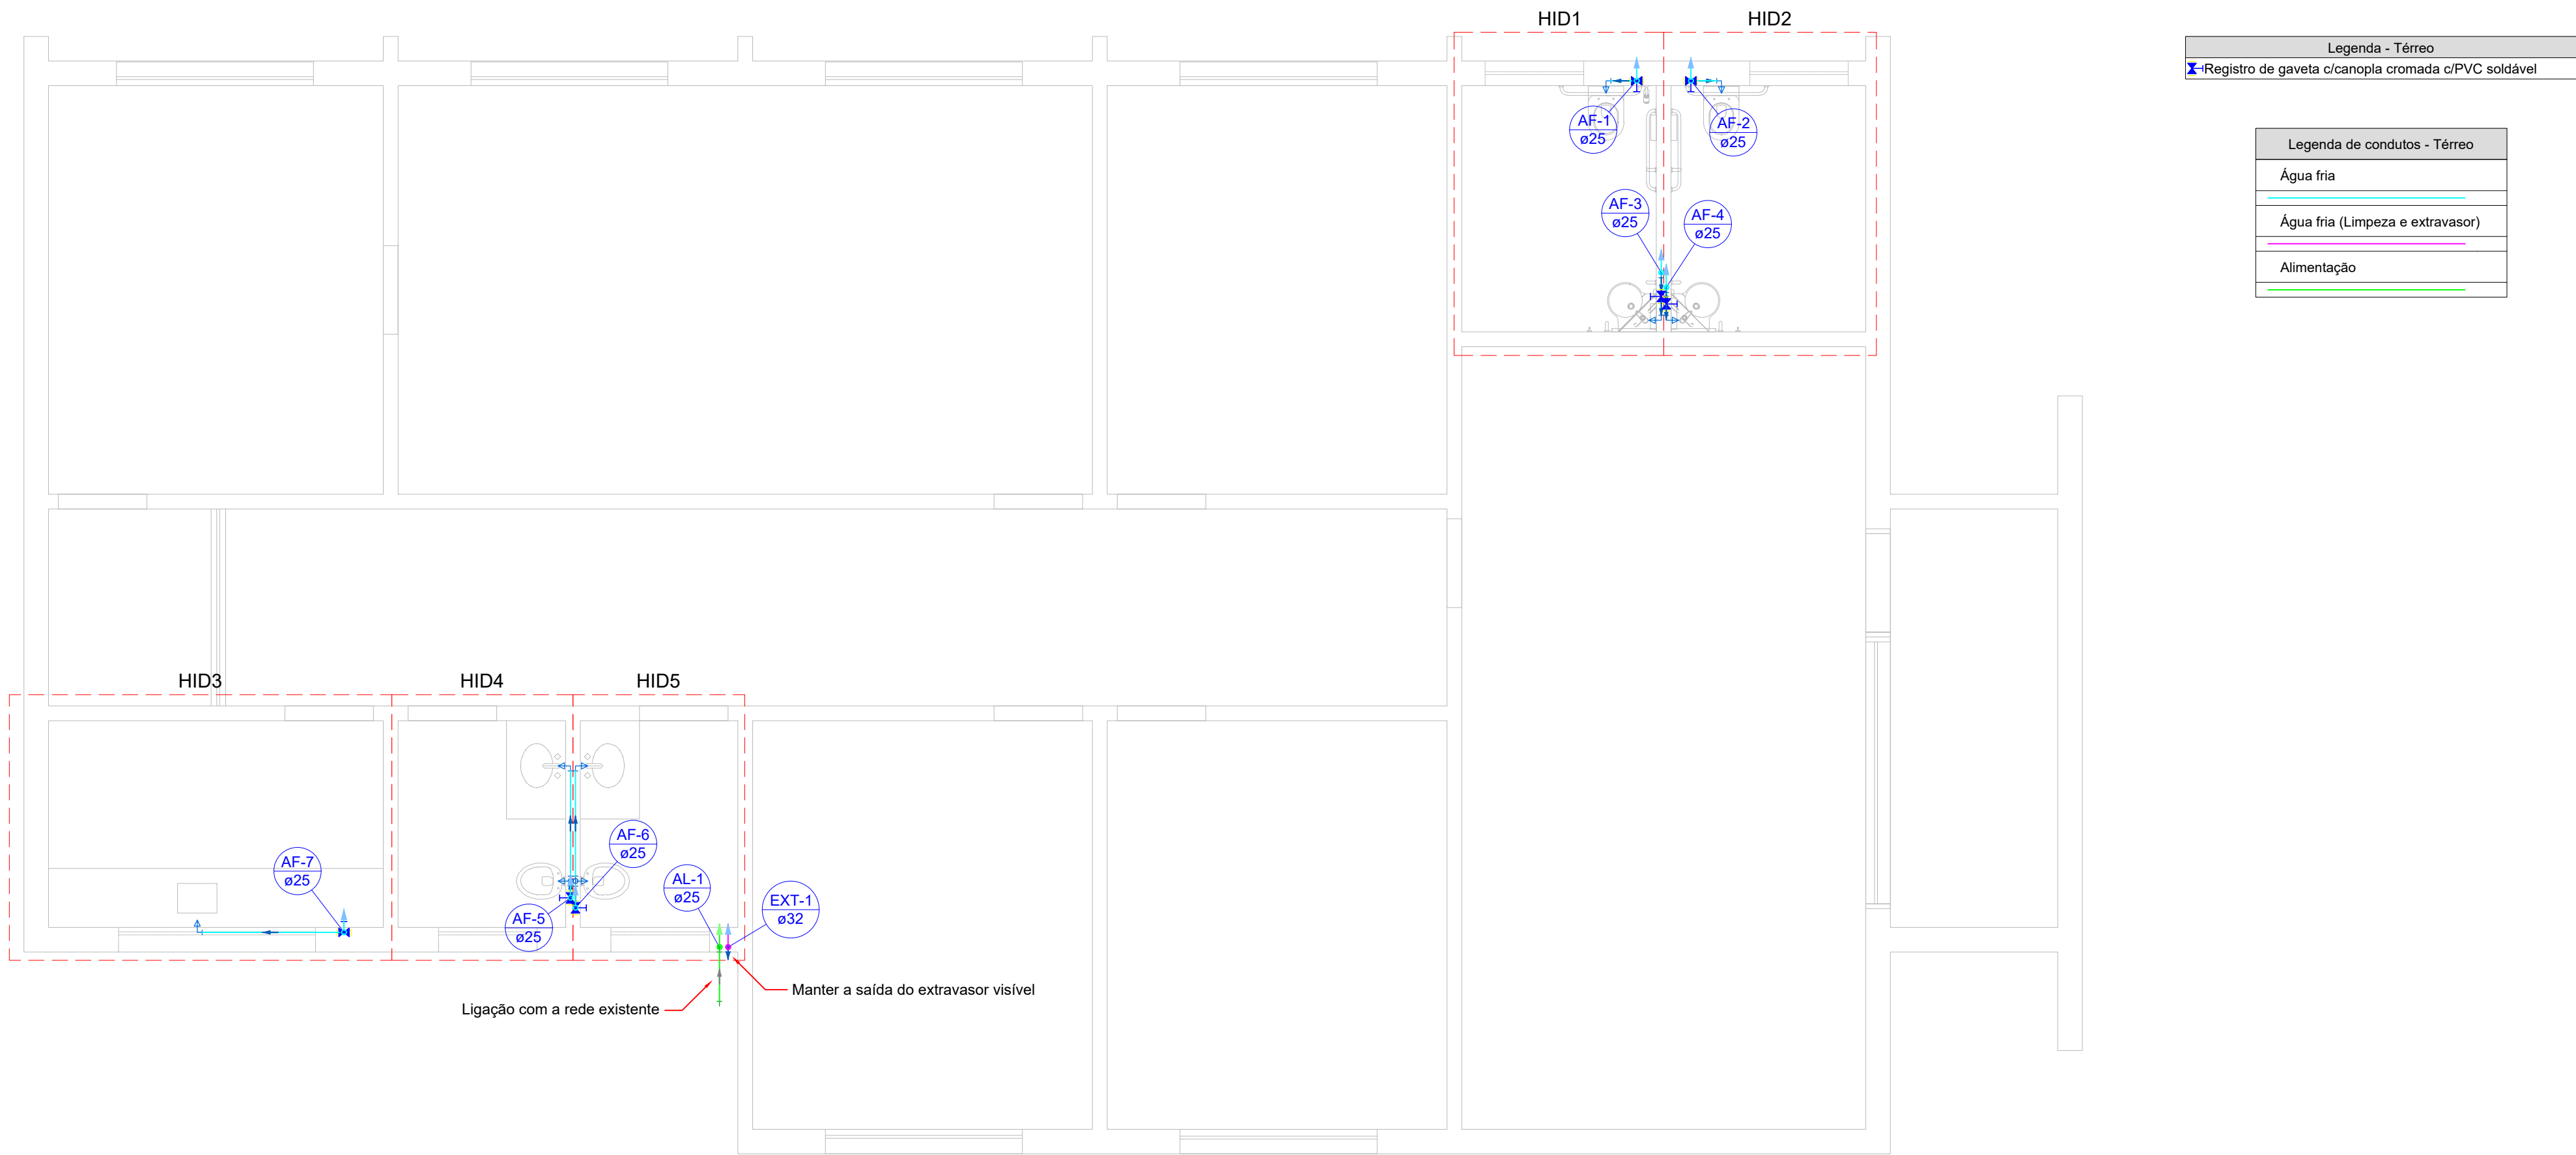 HID1
HID2
Legenda - Térreo
Registro de gaveta c/canopla cromada c/PVC soldável
AF-1
ø25
AF-2
ø25
Legenda de condutos - Térreo
Água fria
Água fria (Limpeza e extravasor)
Alimentação
AF-3
ø25
AF-4
ø25
HID3
HID4
HID5
AF-7
ø25
AF-6
ø25
AF-5
ø25
AL-1
ø25
EXT-1
ø32
Manter a saída do extravasor visível
Ligação com a rede existente